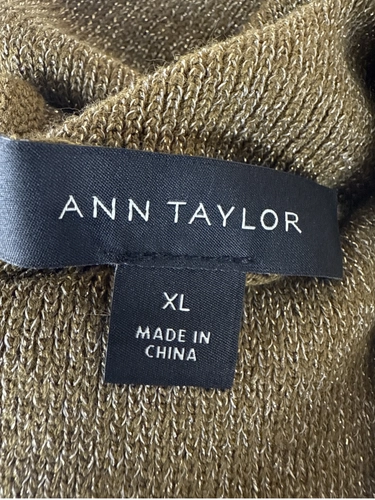 ANN TAYLOR
XL
MADE IN
CHINA